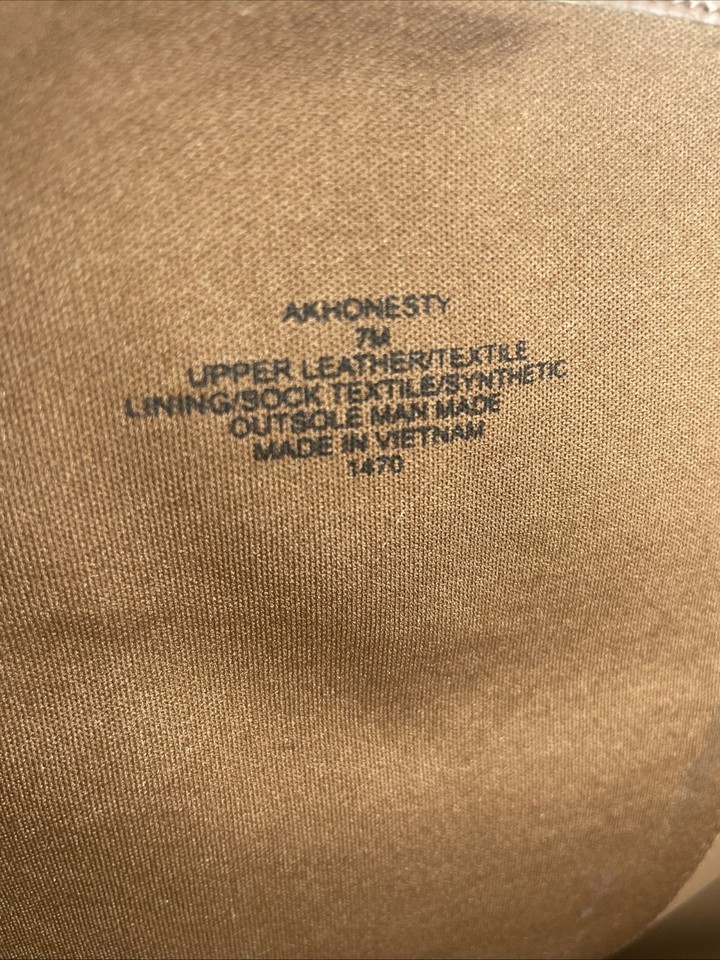 AKHONESTY
7M
UPPER LEATHER/TEXTILE
LINING/SOCK TEXTILE/SYNTHETIC
OUTSOLE MAN MADE
MADE IN VIETNAM
1470